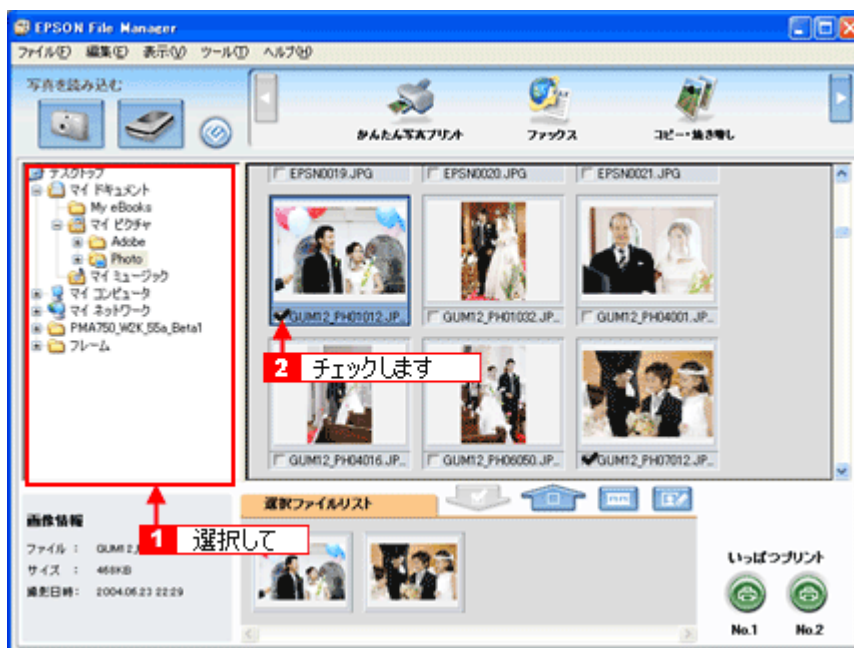 EPSON File Manager
ファイル(F) 編集(E) 表示(V) ツール(T) ヘルプ(H)
写真を読み込む
かんたん写真プリント ファックス コピー・焼き増し
デスクトップ
マイ ドキュメント
My eBooks
マイ ピクチャ
Adobe
Photo
マイ ミュージック
マイ コンピュータ
マイ ネットワーク
PMA750_W2K_55a_Beta1
フレーム
EPSN0019.JPG EPSN0020.JPG EPSN0021.JPG
GUM12_PH01012.JP... GUM12_PH01032.JP... GUM12_PH04001.JP...
2 チェックします
GUM12_PH04016.JP... GUM12_PH06050.JP... GUM12_PH07012.JP...
選択ファイルリスト
1 選択して
画像情報
ファイル : GUM12
サイズ : 468KB
撮影日時: 2004.06.23 22:29
いっぱつプリント
No.1 No.2